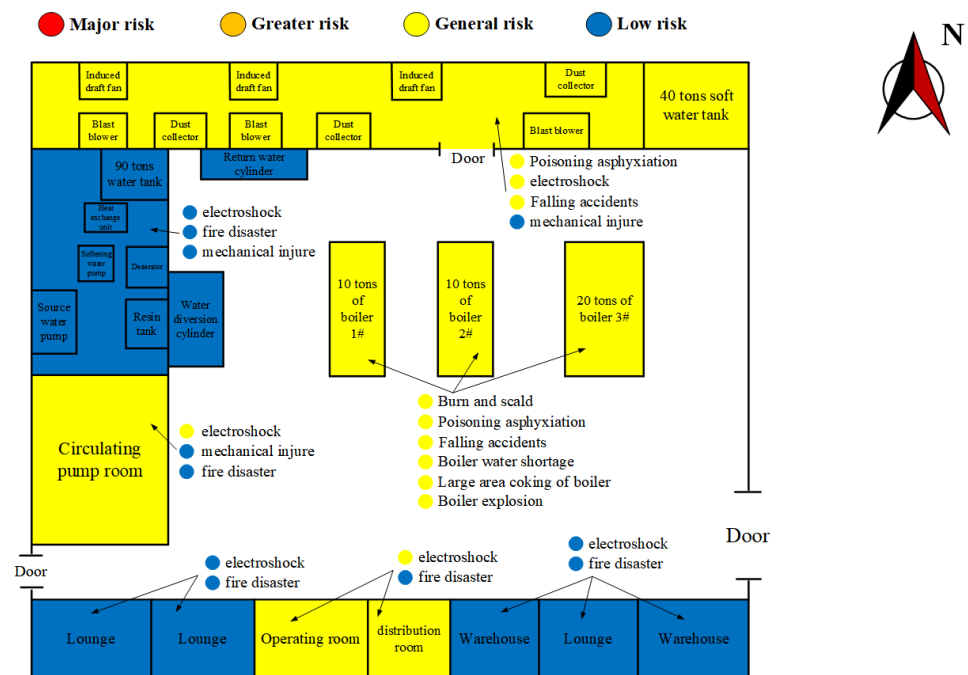 Major risk
Greater risk
General risk
Low risk
N
Induced
draft fan
Induced
draft fan
Induced
draft fan
Dust
collector
40 tons soft
water tank
Blast
blower
Dust
collector
Blast
blower
Dust
collector
Blast blower
Door
90 tons
water tank
Return water
cylinder
Poisoning asphyxiation
electroshock
Falling accidents
mechanical injure
Heat
exchange
unit
electroshock
fire disaster
mechanical injure
Softening
water
pump
Deaerator
Source
water
pump
Resin
tank
Water
diversion
cylinder
10 tons
of
boiler
1#
10 tons
of
boiler
2#
20 tons of
boiler 3#
Burn and scald
Poisoning asphyxiation
Falling accidents
Boiler water shortage
Large area coking of boiler
Boiler explosion
Circulating
pump room
electroshock
mechanical injure
fire disaster
Door
Door
electroshock
fire disaster
electroshock
fire disaster
electroshock
fire disaster
Lounge
Lounge
Operating room
distribution
room
Warehouse
Lounge
Warehouse